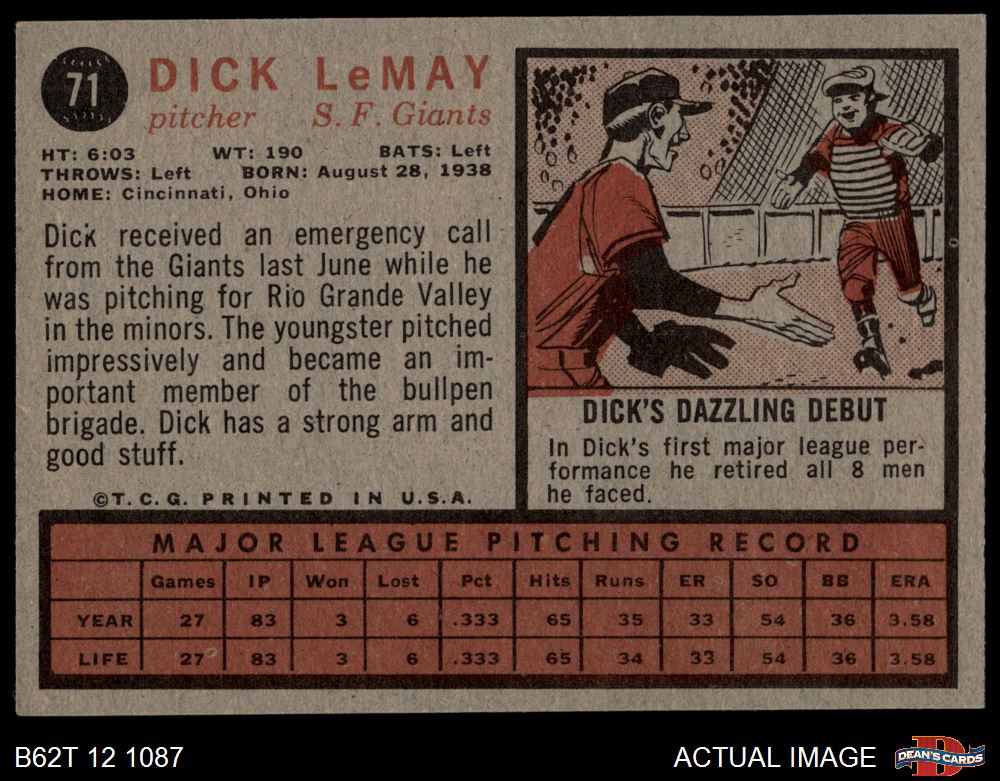 71
DICK LeMAY
pitcher S. F. Giants
HT: 6:03 WT: 190 BATS: Left
THROWS: Left BORN: August 28, 1938
HOME: Cincinnati, Ohio
Dick received an emergency call
from the Giants last June while he
was pitching for Rio Grande Valley
in the minors. The youngster pitched
impressively and became an im-
portant member of the bullpen
brigade. Dick has a strong arm and
good stuff.
©T.C.G. PRINTED IN U.S.A.
DICK'S DAZZLING DEBUT
In Dick's first major league per-
formance he retired all 8 men
he faced.
MAJOR LEAGUE PITCHING RECORD
Games IP Won Lost Pct Hits Runs ER SO BB ERA
YEAR 27 83 3 6 .333 65 35 33 54 36 3.58
LIFE 27 83 3 6 .333 65 34 33 54 36 3.58
B62T 12 1087 ACTUAL IMAGE
D
DEAN'S CARDS